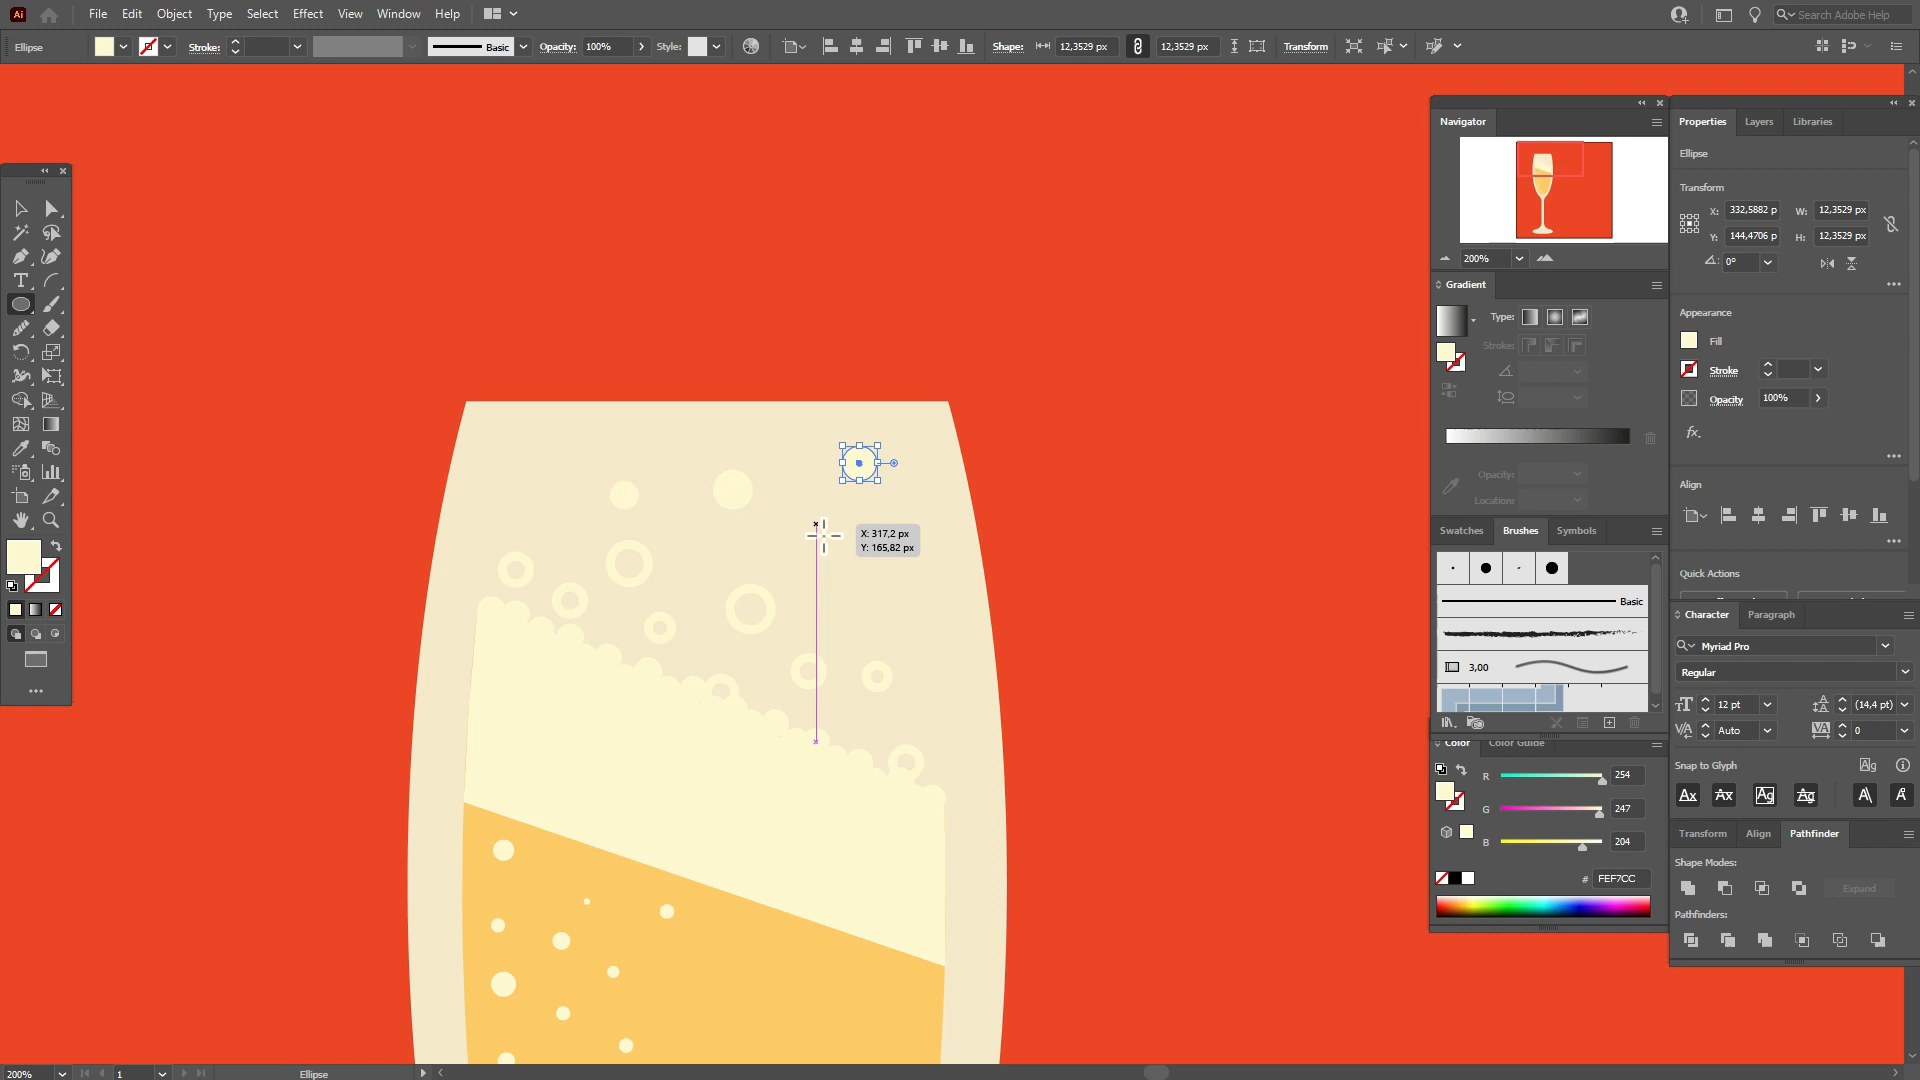 Ai
File Edit Object Type Select Effect View Window Help
Search Adobe Help
Ellipse
Stroke:
Basic
Opacity: 100%
Style:
Shape: 12,3529 px
12,3529 px
Transform
Navigator
200%
Gradient
Type:
Stroke:
Opacity:
Location:
Swatches Brushes Symbols
Basic
3,00
Color Color Guide
R 254
G 247
B 204
# FEF7CC
Properties Layers Libraries
Ellipse
Transform
X: 332,5882 p W: 12,3529 px
Y: 144,4706 p H: 12,3529 px
0°
Appearance
Fill
Stroke
Opacity 100%
fx.
Align
Quick Actions
Character Paragraph
Myriad Pro
Regular
12 pt (14,4 pt)
Auto 0
Snap to Glyph
Transform Align Pathfinder
Shape Modes:
Expand
Pathfinders:
X: 317,2 px
Y: 165,82 px
200% 1 Ellipse